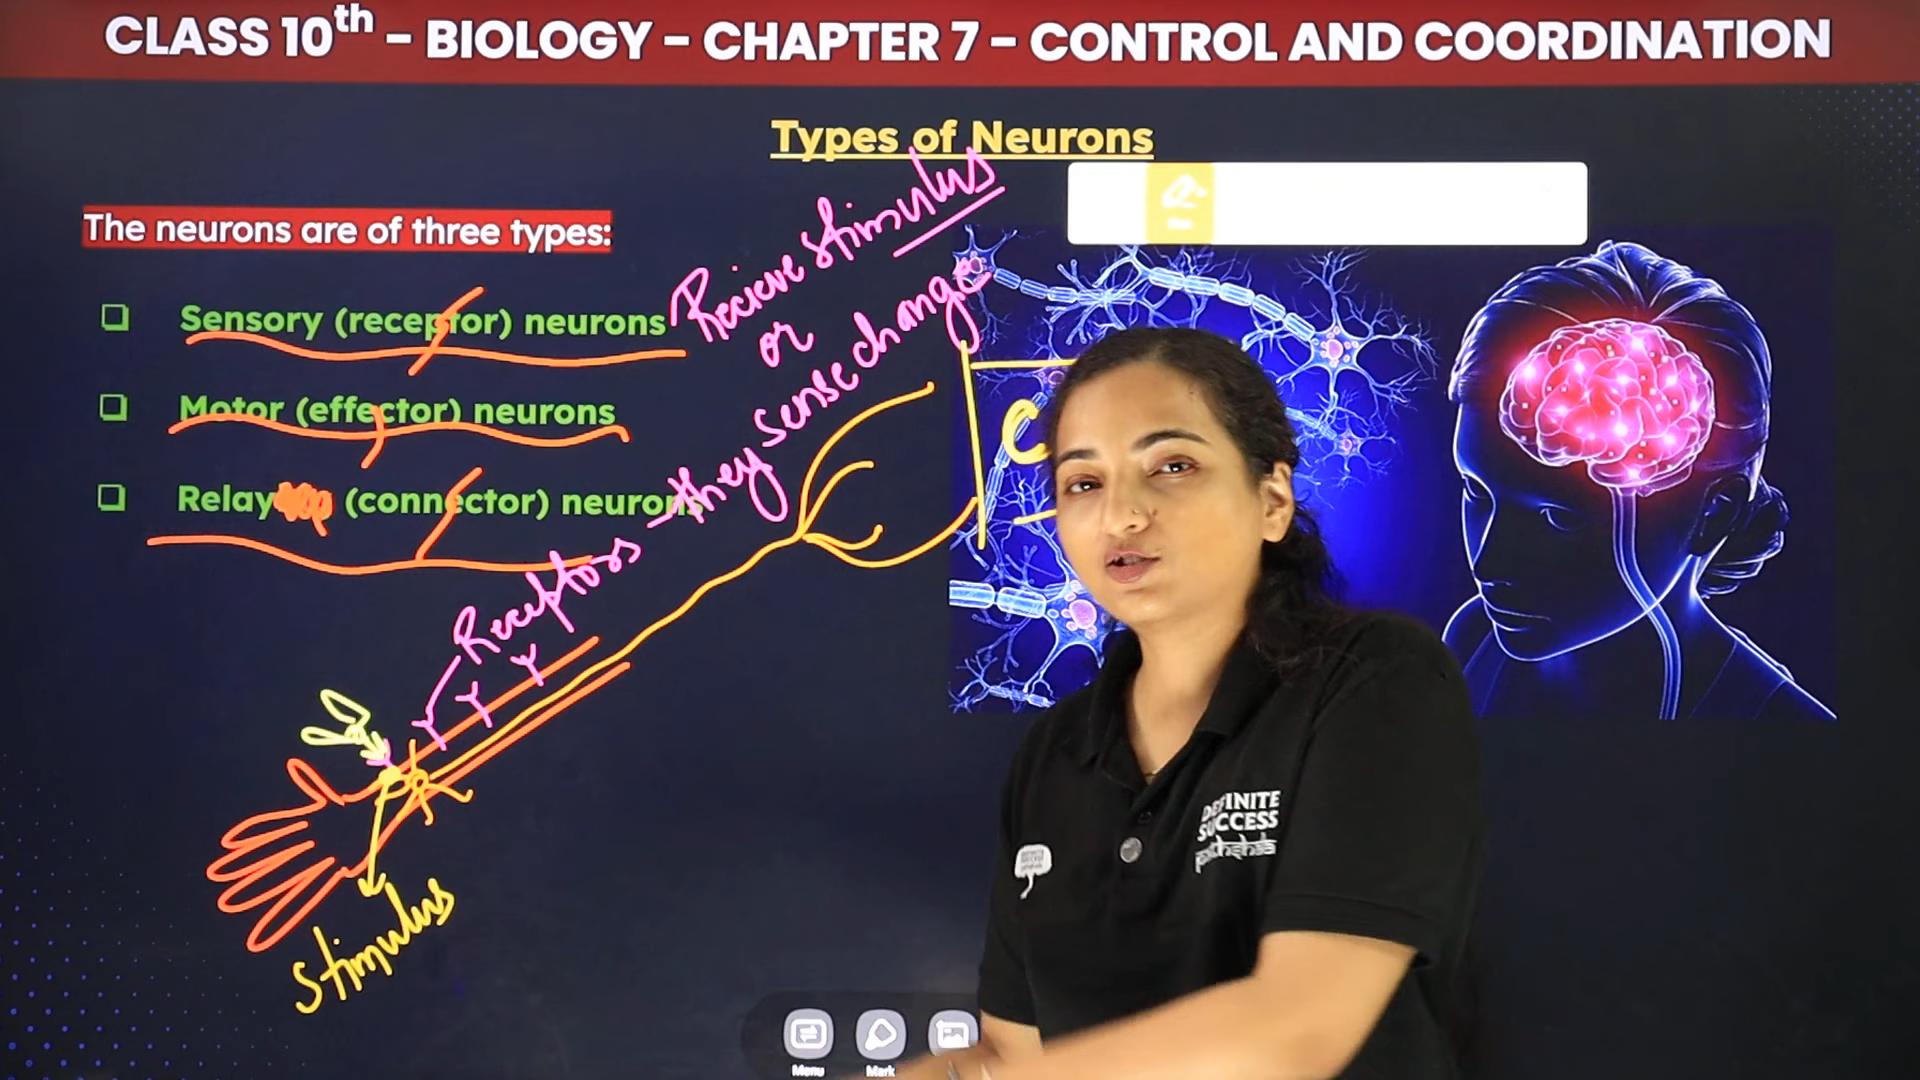 CLASS 10th - BIOLOGY - CHAPTER 7 - CONTROL AND COORDINATION
Types of Neurons
The neurons are of three types:
❑ Sensory (receptor) neurons
❑ Motor (effector) neurons
❑ Relay (connector) neurons
Recieve stimulus
or
they sense change
Receptors -
C
Stimulus
DEFINITE
SUCCESS
pathshala
Menu
Mark